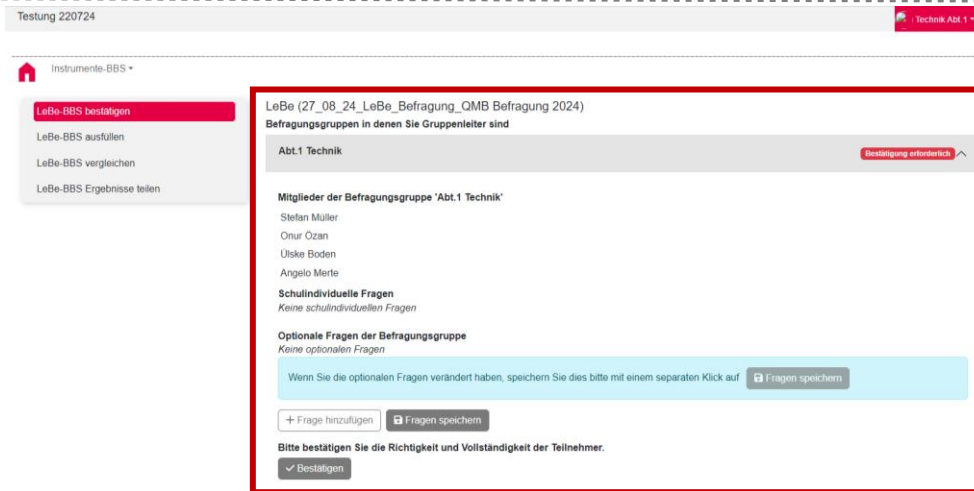 Testung 220724
Technik Abt.1
Instrumente-BBS
LeBe-BBS bestätigen
LeBe-BBS ausfüllen
LeBe-BBS vergleichen
LeBe-BBS Ergebnisse teilen
LeBe (27_08_24_LeBe_Befragung_QMB Befragung 2024)
Befragungsgruppen in denen Sie Gruppenleiter sind
Abt.1 Technik
Bestätigung erforderlich
Mitglieder der Befragungsgruppe 'Abt.1 Technik'
Stefan Müller
Onur Özan
Ülske Boden
Angelo Merte
Schulindividuelle Fragen
Keine schulindividuellen Fragen
Optionale Fragen der Befragungsgruppe
Keine optionalen Fragen
Wenn Sie die optionalen Fragen verändert haben, speichern Sie dies bitte mit einem separaten Klick auf Fragen speichern
+ Frage hinzufügen Fragen speichern
Bitte bestätigen Sie die Richtigkeit und Vollständigkeit der Teilnehmer.
Bestätigen